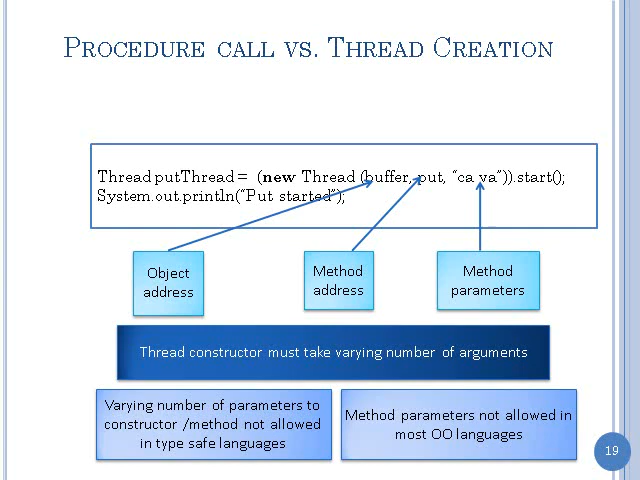 PROCEDURE CALL VS. THREAD CREATION
Thread putThread = (new Thread (buffer, put, “ca va”)).start();
System.out.println(“Put started”);
Object
address
Method
address
Method
parameters
Thread constructor must take varying number of arguments
Varying number of parameters to
constructor /method not allowed
in type safe languages
Method parameters not allowed in
most OO languages
19